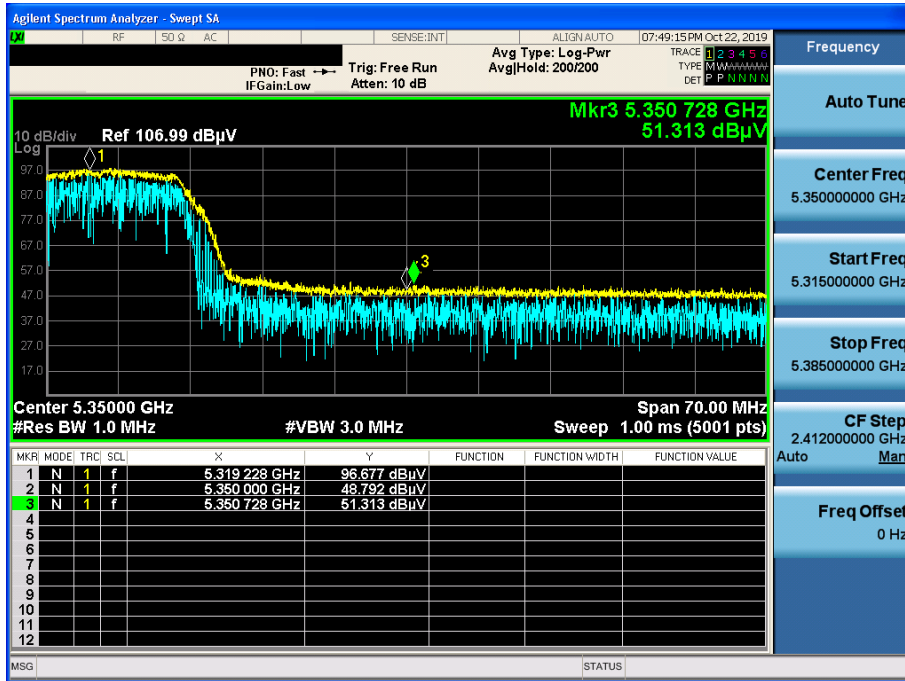 Agilent Spectrum Analyzer - Swept SA
LXI RF 50 Ω AC SENSE:INT ALIGN AUTO 07:49:15 PM Oct 22, 2019
PNO: Fast
IFGain:Low
Trig: Free Run
Atten: 10 dB
Avg Type: Log-Pwr
Avg|Hold: 200/200
TRACE 1 2 3 4 5 6
TYPE M WWWWW
DET P P N N N N
Mkr3 5.350 728 GHz
51.313 dBµV
10 dB/div Ref 106.99 dBµV
Log
97.0
87.0
77.0
67.0
57.0
47.0
37.0
27.0
17.0
1
3
Center 5.35000 GHz Span 70.00 MHz
#Res BW 1.0 MHz #VBW 3.0 MHz Sweep 1.00 ms (5001 pts)
MKR MODE TRC SCL X Y FUNCTION FUNCTION WIDTH FUNCTION VALUE
1 N 1 f 5.319 228 GHz 96.677 dBµV
2 N 1 f 5.350 000 GHz 48.792 dBµV
3 N 1 f 5.350 728 GHz 51.313 dBµV
4
5
6
7
8
9
10
11
12
MSG STATUS
Frequency
Auto Tune
Center Freq
5.350000000 GHz
Start Freq
5.315000000 GHz
Stop Freq
5.385000000 GHz
CF Step
2.412000000 GHz
Auto Man
Freq Offset
0 Hz